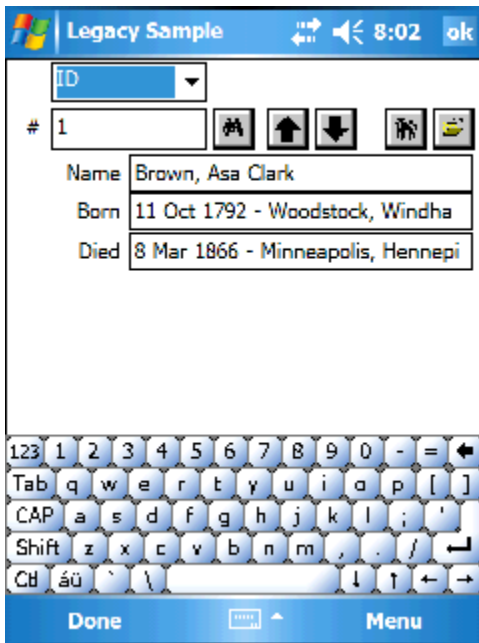 Legacy Sample 8:02 ok
ID
# 1
Name Brown, Asa Clark
Born 11 Oct 1792 - Woodstock, Windha
Died 8 Mar 1866 - Minneapolis, Hennepi
123 1 2 3 4 5 6 7 8 9 0 - =
Tab q w e r t y u i o p [ ]
CAP a s d f g h j k l ; '
Shift z x c v b n m , . /
Ctl áü ` \
Done Menu